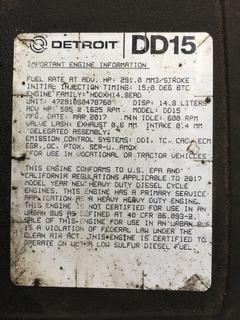 DETROIT DD15
IMPORTANT ENGINE INFORMATION
FUEL RATE AT ADV. HP: 291.0 MM3/STROKE
INITIAL INJECTION TIMING: 15.0 DEG BTC
ENGINE FAMILY: HDDXH14.8EAD
UNIT: 472910S0478760 DISP: 14.8 LITERS
ADV HP: 505 @ 1625 RPM MODEL: DD15
MFG DATE: MAR 2017 MIN IDLE: 600 RPM
VALVE LASH: EXHAUST 0.6 MM INTAKE 0.4 MM
*DELEGATED ASSEMBLY*
EMISSION CONTROL SYSTEMS: DDI, TC, CAC, ECM
EGR, OC, PTOX, SCR-U, AMOX
*FOR USE IN VOCATIONAL OR TRACTOR VEHICLES
THIS ENGINE CONFORMS TO U.S. EPA AND
CALIFORNIA REGULATIONS APPLICABLE TO 2017
MODEL YEAR NEW HEAVY DUTY DIESEL CYCLE
ENGINES. THIS ENGINE HAS A PRIMARY SERVICE
APPLICATION AS A HEAVY HEAVY DUTY ENGINE.
THIS ENGINE IS NOT CERTIFIED FOR USE IN AN
URBAN BUS AS DEFINED AT 40 CFR 86.093-2.
SALE OF THIS ENGINE FOR USE IN AN URBAN BUS
IS A VIOLATION OF FEDERAL LAW UNDER THE
CLEAN AIR ACT. THIS ENGINE IS CERTIFIED TO
OPERATE ON ULTRA LOW SULFUR DIESEL FUEL.